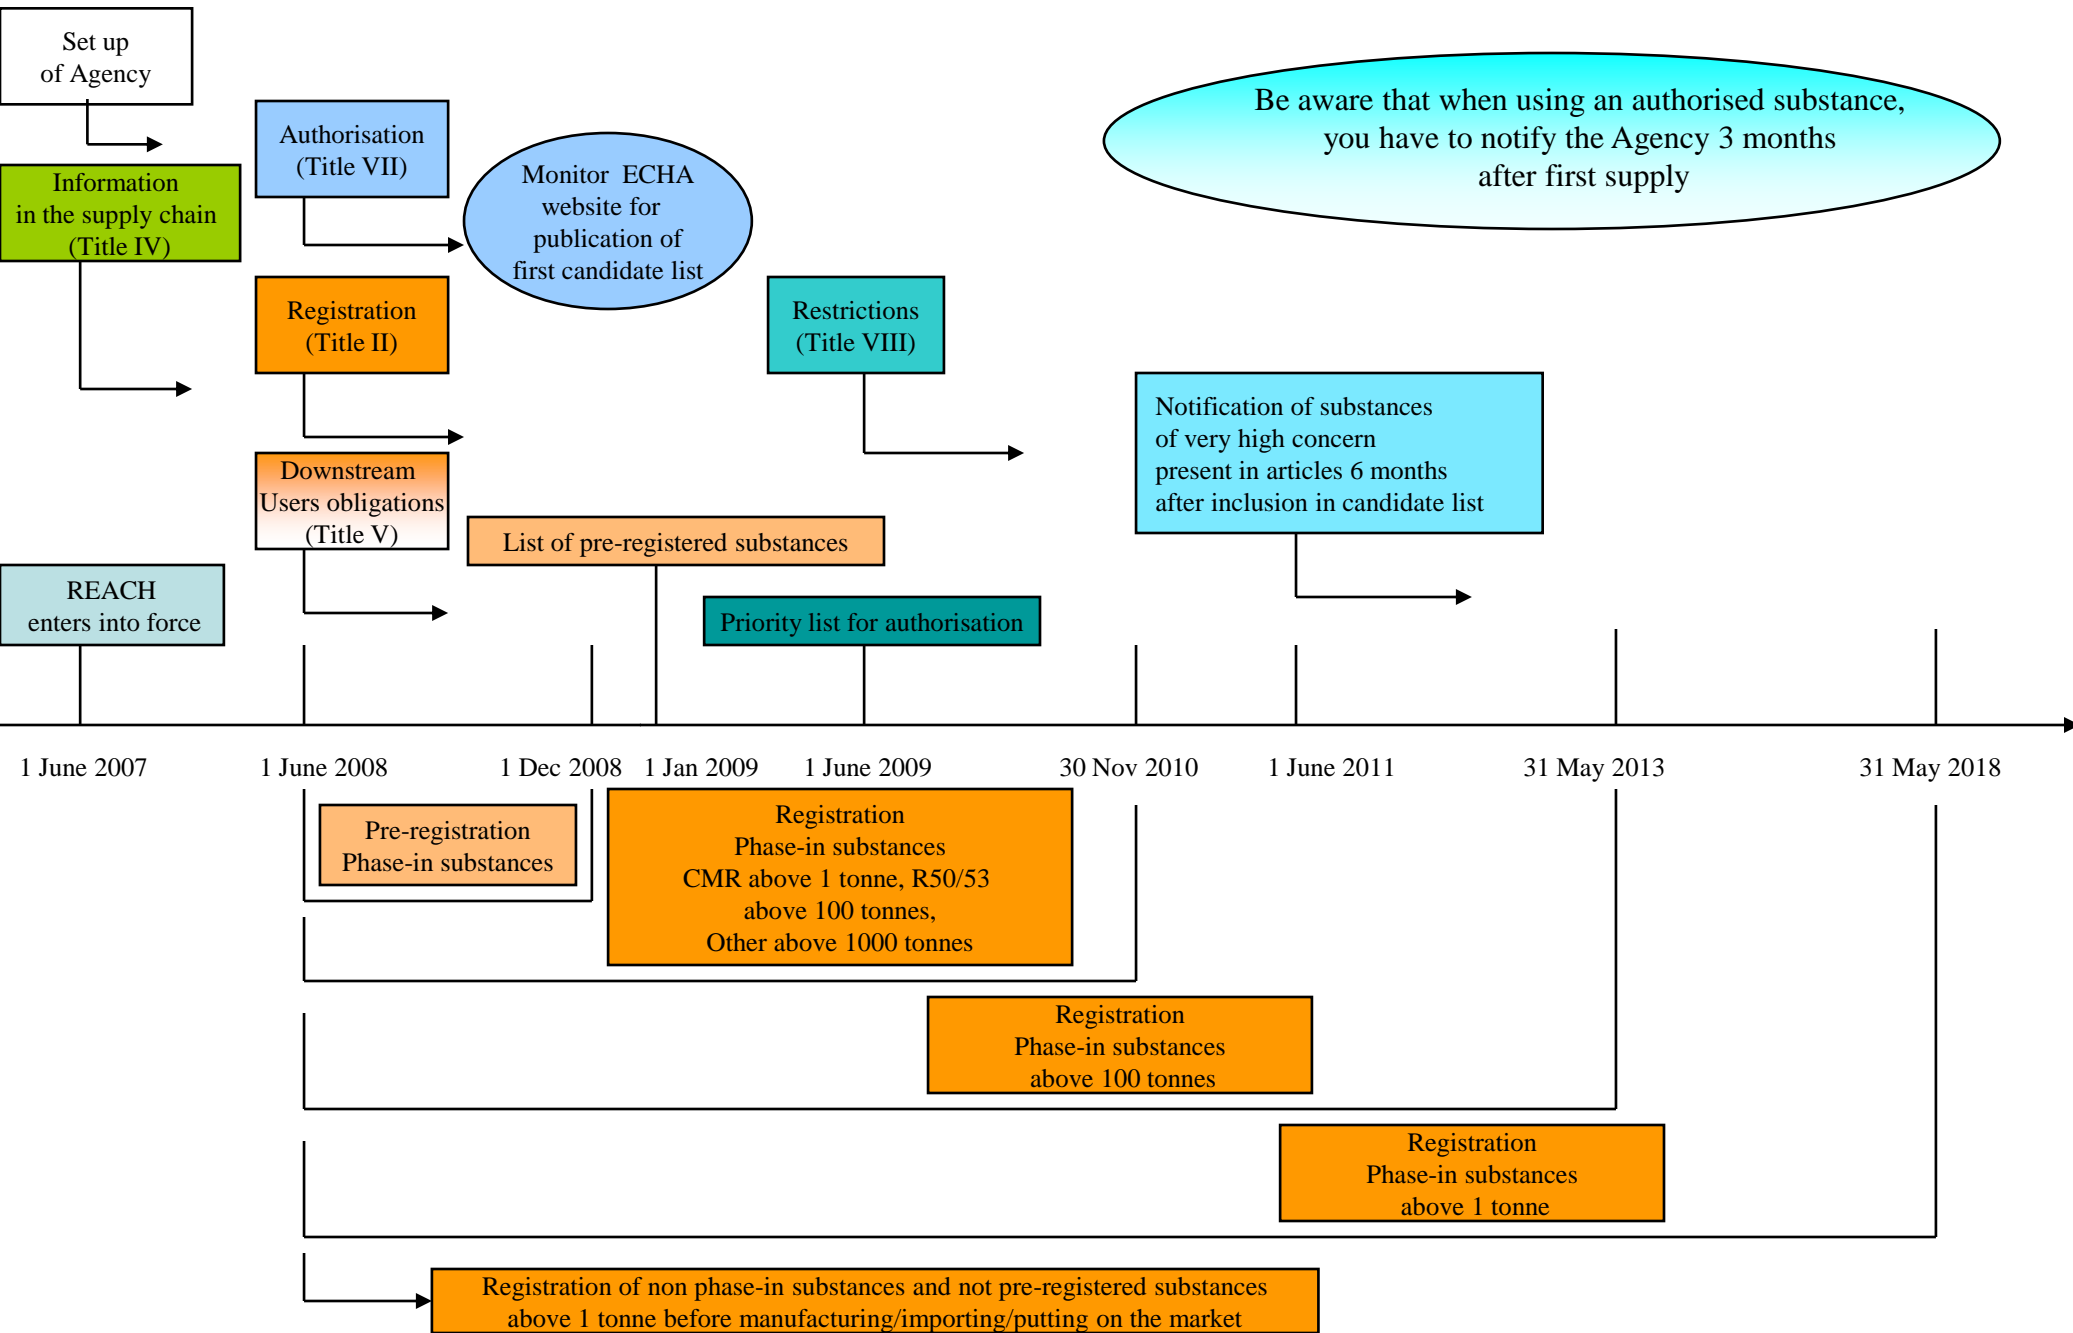 Set up
of Agency
Be aware that when using an authorised substance,
you have to notify the Agency 3 months
after first supply
Authorisation
(Title VII)
Monitor ECHA
website for
publication of
first candidate list
Information
in the supply chain
(Title IV)
Registration
(Title II)
Restrictions
(Title VIII)
Notification of substances
of very high concern
present in articles 6 months
after inclusion in candidate list
Downstream
Users obligations
(Title V)
List of pre-registered substances
REACH
enters into force
Priority list for authorisation
1 June 2007
1 June 2008
1 Dec 2008
1 Jan 2009
1 June 2009
30 Nov 2010
1 June 2011
31 May 2013
31 May 2018
Pre-registration
Phase-in substances
Registration
Phase-in substances
CMR above 1 tonne, R50/53
above 100 tonnes,
Other above 1000 tonnes
Registration
Phase-in substances
above 100 tonnes
Registration
Phase-in substances
above 1 tonne
Registration of non phase-in substances and not pre-registered substances
above 1 tonne before manufacturing/importing/putting on the market